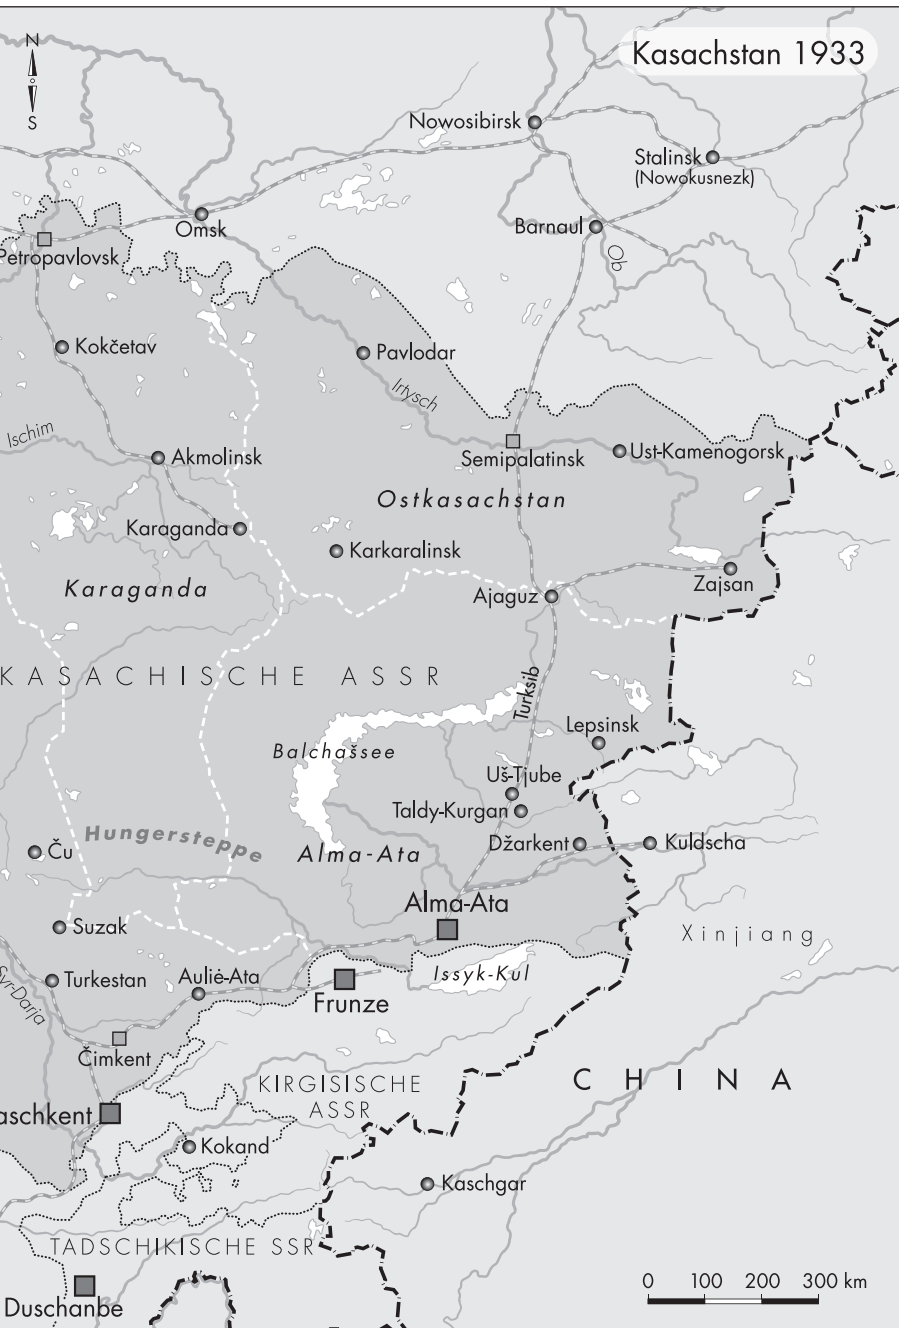 N
S
Kasachstan 1933
Nowosibirsk
Stalinsk
(Nowokusnezk)
Omsk
Barnaul
Ob
Petropavlovsk
Kokčetav
Pavlodar
Irtysch
Ischim
Akmolinsk
Semipalatinsk
Ust-Kamenogorsk
Ostkasachstan
Karaganda
Karkaralinsk
Karaganda
Zajsan
Ajaguz
KASACHISCHE ASSR
Turksib
Lepsinsk
Balchašsee
Uš-Tjube
Taldy-Kurgan
Hungersteppe
Ču
Alma-Ata
Džarkent
Kuldscha
Alma-Ata
Suzak
Xinjiang
Turkestan
Aulié-Ata
Issyk-Kul
Syr-Darja
Frunze
Čimkent
KIRGISISCHE
ASSR
CHINA
aschkent
Kokand
Kaschgar
TADSCHIKISCHE SSR
Duschanbe
0 100 200 300 km